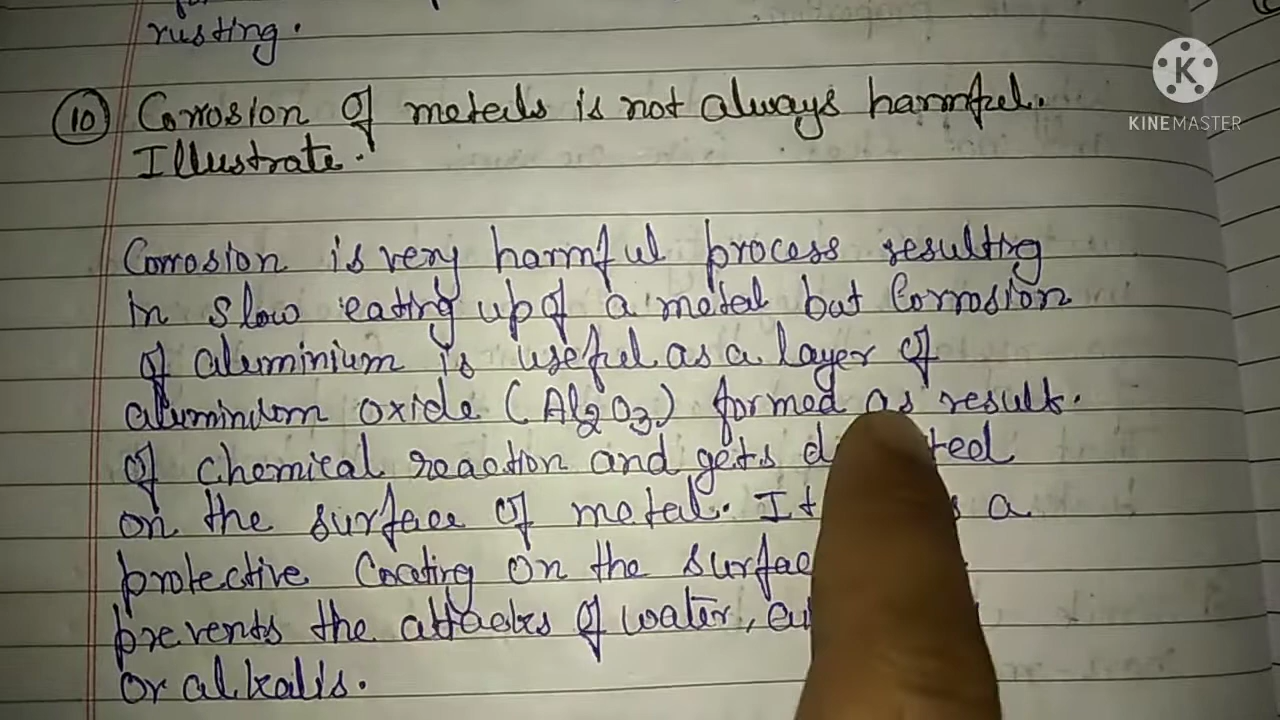 rusting.
K
KINEMASTER
10 Corrosion of metals is not always harmful.
Illustrate.
Corrosion is very harmful process resulting
in slow eating up of a metal but Corrosion
of aluminium is useful as a layer of
aluminium oxide (Al2O3) formed as result.
of chemical reaction and gets
on the surface of metal. It a
protective Coating on the
prevents the attacks of water,
or alkalis.